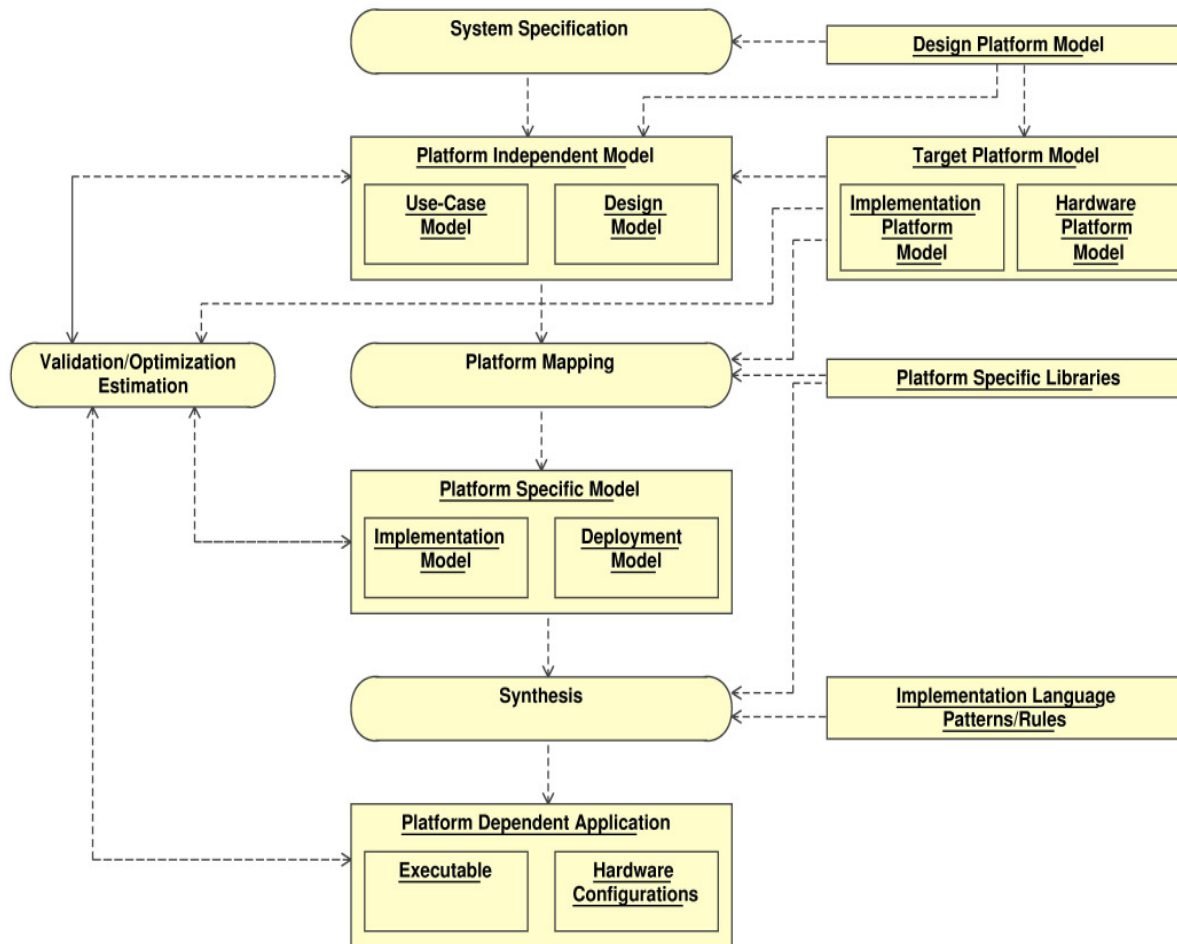 System Specification
Design Platform Model
Platform Independent Model
Use-Case
Model
Design
Model
Target Platform Model
Implementation
Platform
Model
Hardware
Platform
Model
Validation/Optimization
Estimation
Platform Mapping
Platform Specific Libraries
Platform Specific Model
Implementation
Model
Deployment
Model
Synthesis
Implementation Language
Patterns/Rules
Platform Dependent Application
Executable
Hardware
Configurations